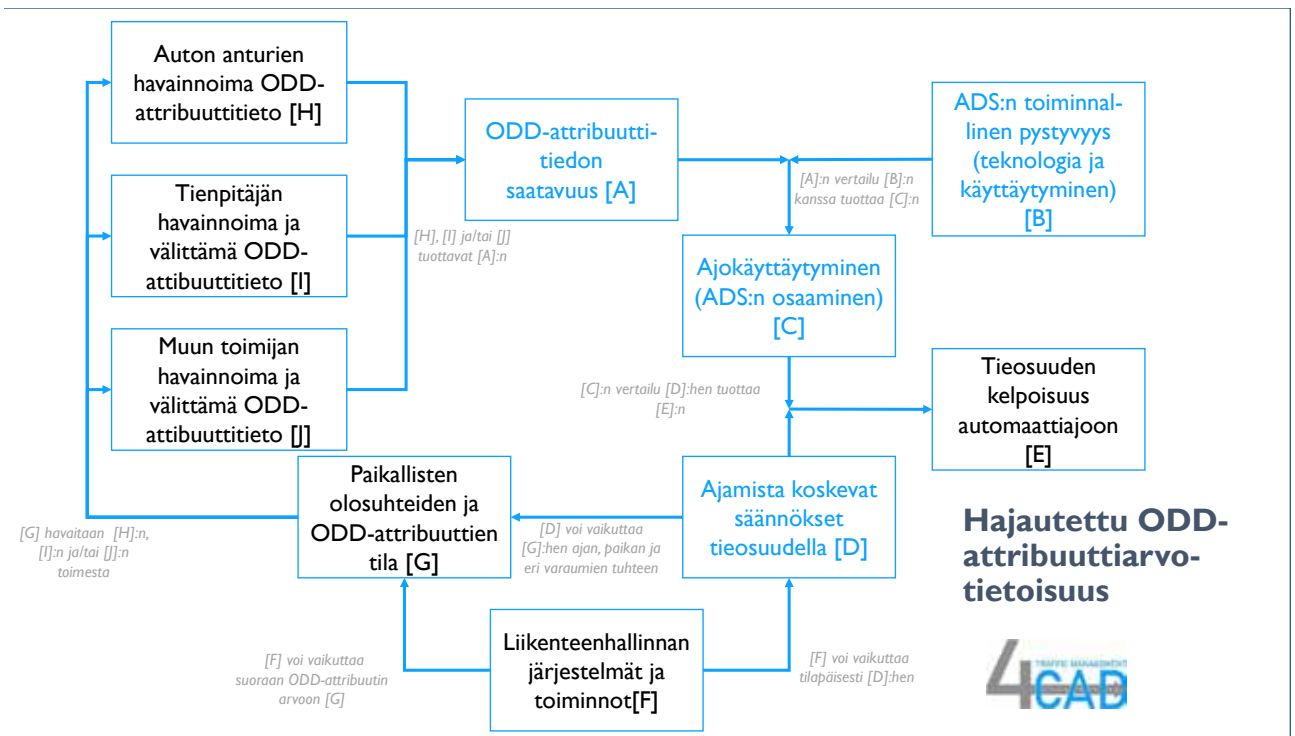 Auton anturien
havainnoima ODD-
attribuuttitieto [H]
Tienpitäjän
havainnoima ja
välittämä ODD-
attibuuttitieto [I]
Muun toimijan
havainnoima ja
välittämä ODD-
attibuuttitieto [J]
ODD-attribuutti-
tiedon
saatavuus [A]
ADS:n toiminnal-
linen pystyvyys
(teknologia ja
käyttäytyminen)
[B]
[A]:n vertailu [B]:n
kanssa tuottaa [C]:n
[H], [I] ja/tai [J]
tuottavat [A]:n
Ajokäyttäytyminen
(ADS:n osaaminen)
[C]
[C]:n vertailu [D]:hen tuottaa
[E]:n
Tieosuuden
kelpoisuus
automaattiajoon
[E]
Paikallisten
olosuhteiden ja
ODD-attribuuttien
tila [G]
Ajamista koskevat
säännökset
tieosuudella [D]
[G] havaitaan [H]:n,
[I]:n ja/tai [J]:n
toimesta
[D] voi vaikuttaa
[G]:hen ajan, paikan ja
eri varaumien tuhteen
Hajautettu ODD-
attribuuttiarvo-
tietoisuus
Liikenteenhallinnan
järjestelmät ja
toiminnot[F]
[F] voi vaikuttaa
suoraan ODD-attribuutin
arvoon [G]
[F] voi vaikuttaa
tilapäisesti [D]:hen
TRAFFIC MANAGEMENT
4CAD